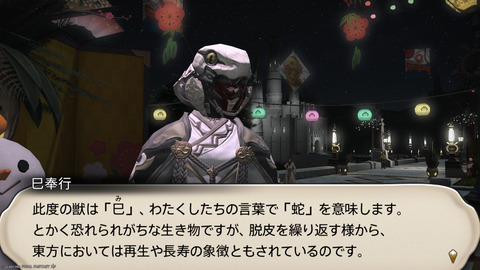 巳奉行
み
此度の獣は「巳」、わたくしたちの言葉で「蛇」を意味します。
とかく恐れられがちな生き物ですが、脱皮を繰り返す様から、
東方においては再生や長寿の象徴ともされているのです。